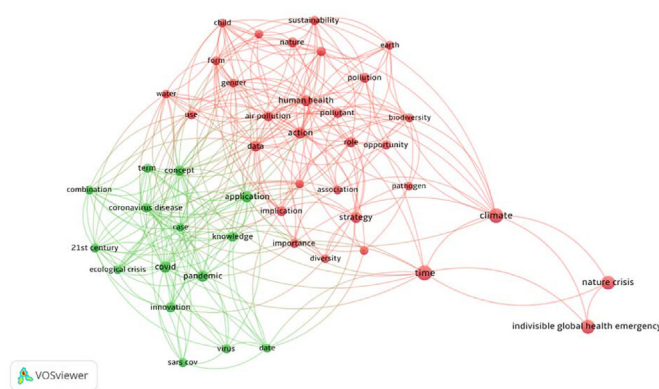 sustainability
child
earth
nature
form
pollution
gender
water
human health
use
air pollution
pollutant
biodiversity
action
data
role
opportunity
term
concept
combination
application
association
pathogen
coronavirus disease
implication
strategy
climate
case
21st century
knowledge
importance
ecological crisis
covid
diversity
pandemic
time
nature crisis
innovation
indivisible global health emergency
virus
date
sars cov
VOSviewer